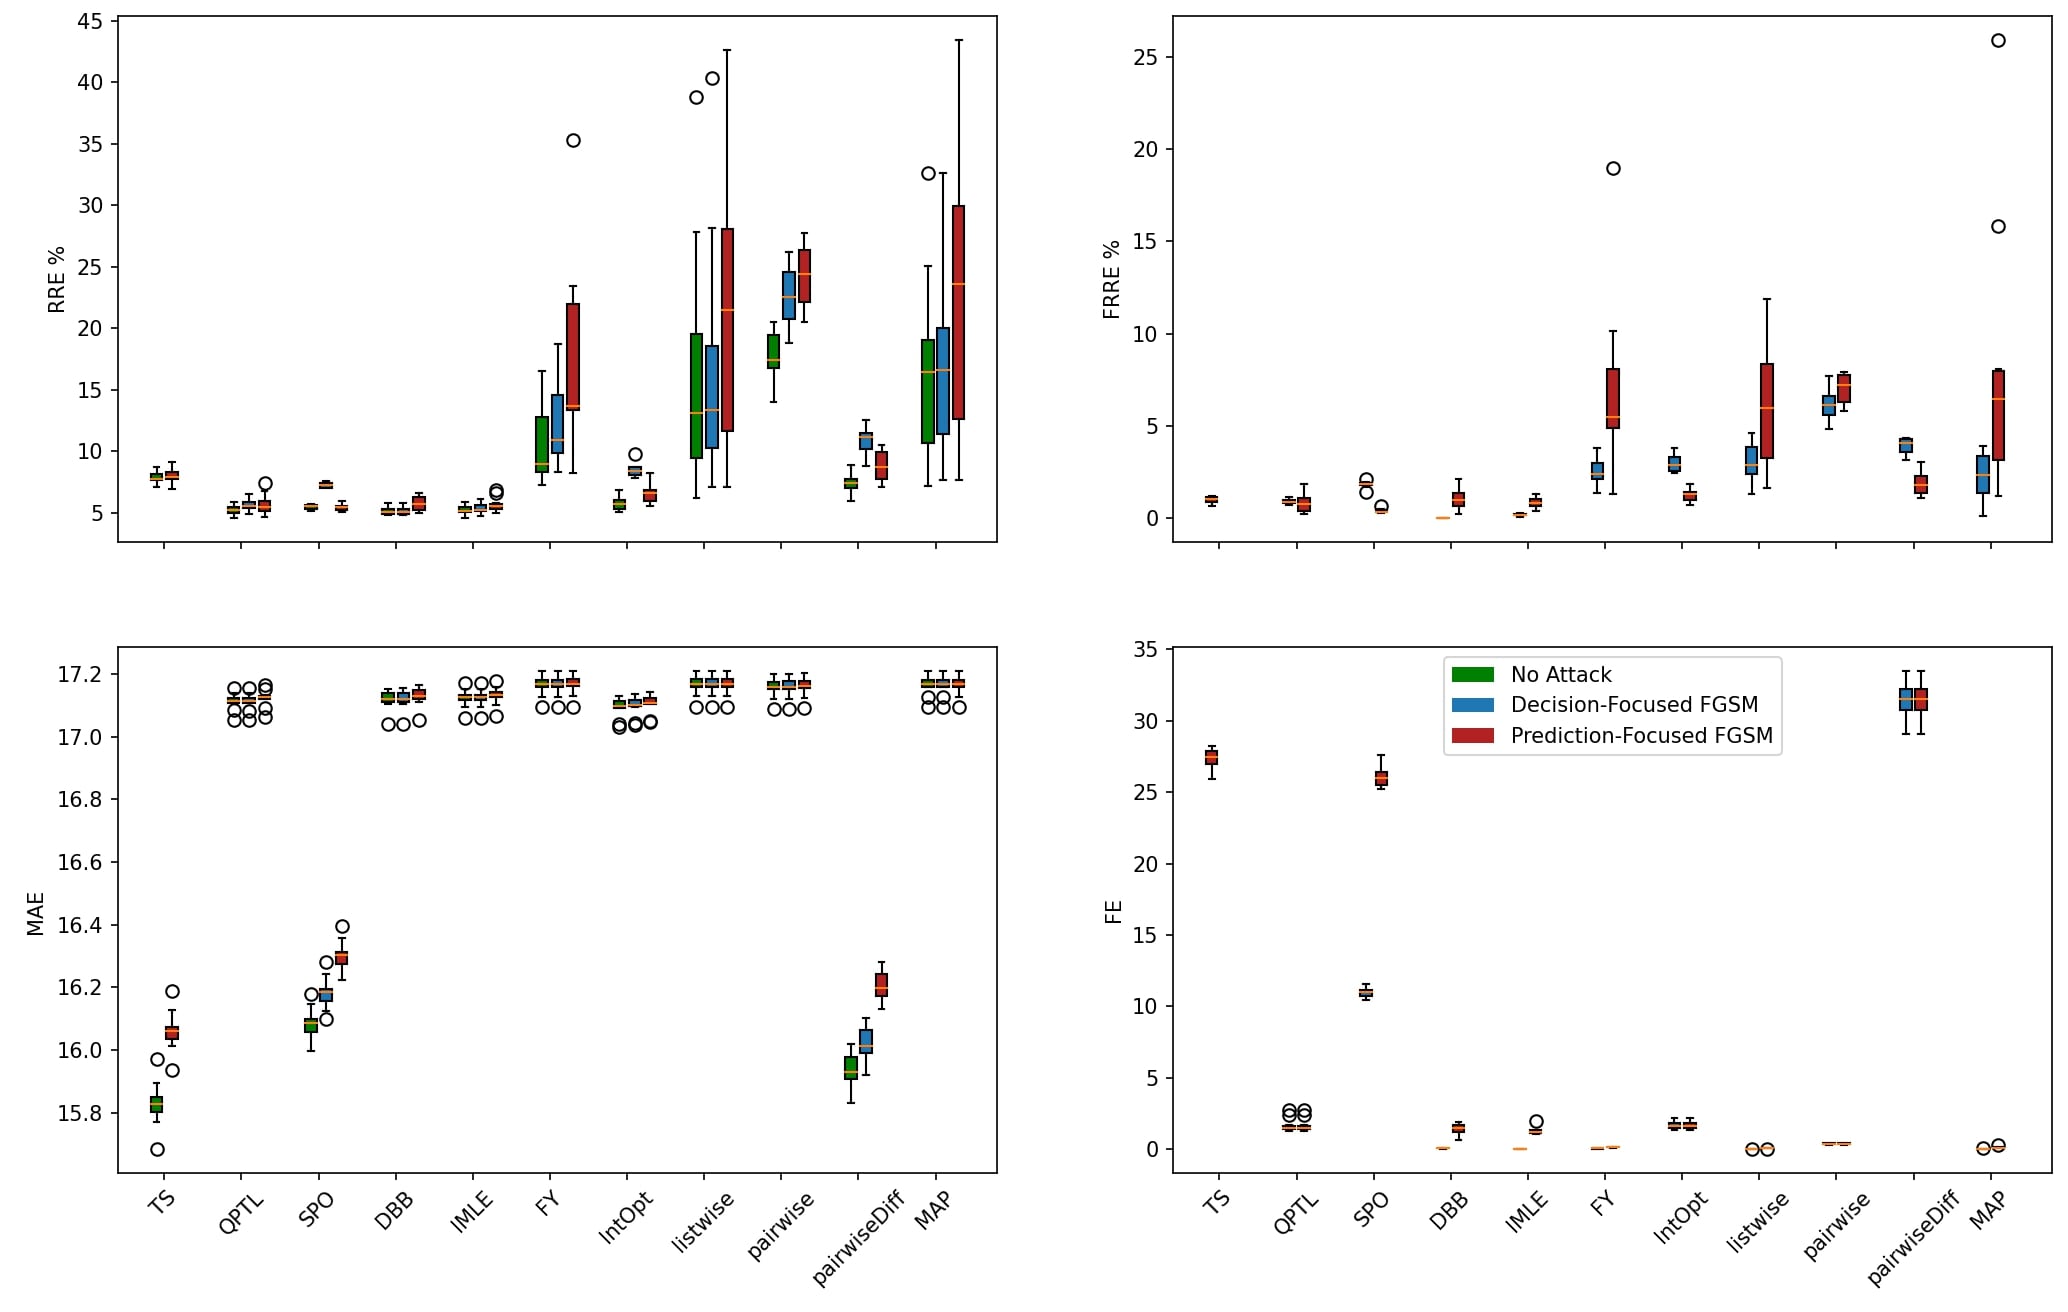 45
40
35
30
25
20
15
10
5
RRE %
25
20
15
10
5
0
FRRE %
17.2
17.0
16.8
16.6
16.4
16.2
16.0
15.8
MAE
TS
QPTL
SPO
DBB
IMLE
FY
IntOpt
listwise
pairwise
pairwiseDiff
MAP
35
30
25
20
15
10
5
0
FE
No Attack
Decision-Focused FGSM
Prediction-Focused FGSM
TS
QPTL
SPO
DBB
IMLE
FY
IntOpt
listwise
pairwise
pairwiseDiff
MAP